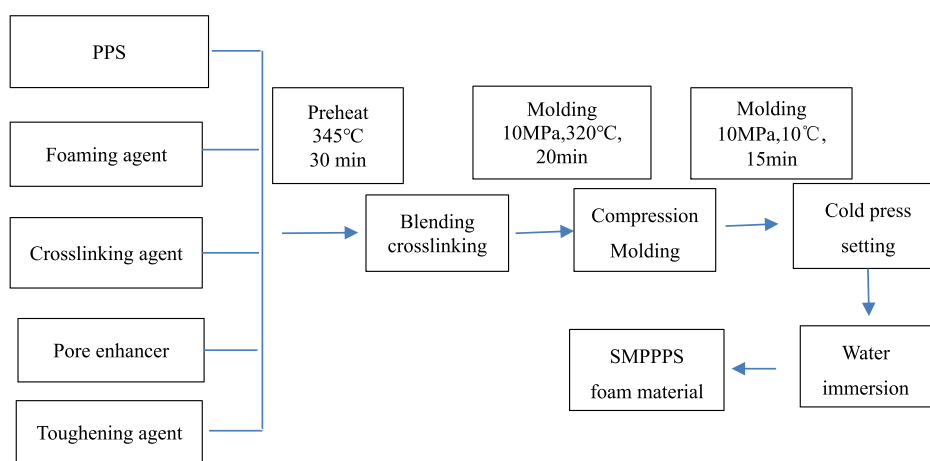 PPS
Foaming agent
Crosslinking agent
Pore enhancer
Toughening agent
Preheat
345℃
30 min
Blending
crosslinking
Molding
10MPa,320℃,
20min
Compression
Molding
Molding
10MPa,10℃,
15min
Cold press
setting
Water
immersion
SMPPPS
foam material